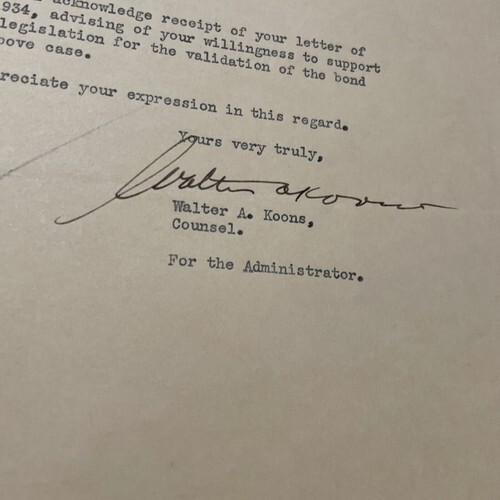 acknowledge receipt of your letter of
934, advising of your willingness to support
legislation for the validation of the bond
ove case.
reciate your expression in this regard.
Yours very truly,
Walter A Koons
Walter A. Koons,
Counsel.
For the Administrator.